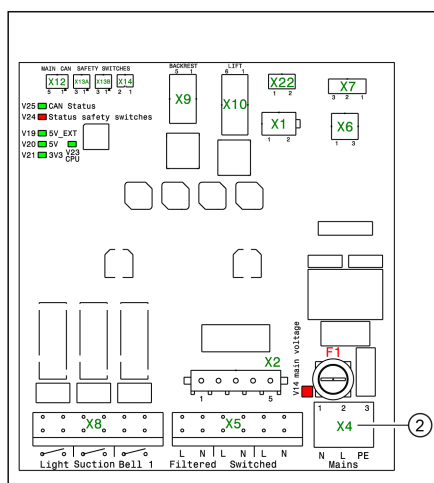 MAIN CAN SAFETY SWITCHES
X12 X13A X13B X14
5 1 3 1 3 1 2 1
BACKREST LIFT
5 1 6 1
X9 X10
X22
1 2
X7
3 2 1
X1
1 2
X6
1 3
V25 CAN Status
V24 Status safety switches
V19 5V_EXT
V20 5V
V21 3V3
V23
CPU
X2
1 5
V14 main voltage
F1
1 2 3
X4
2
N L PE
Mains
X8
Light Suction Bell 1
X5
L N L N L N
Filtered Switched